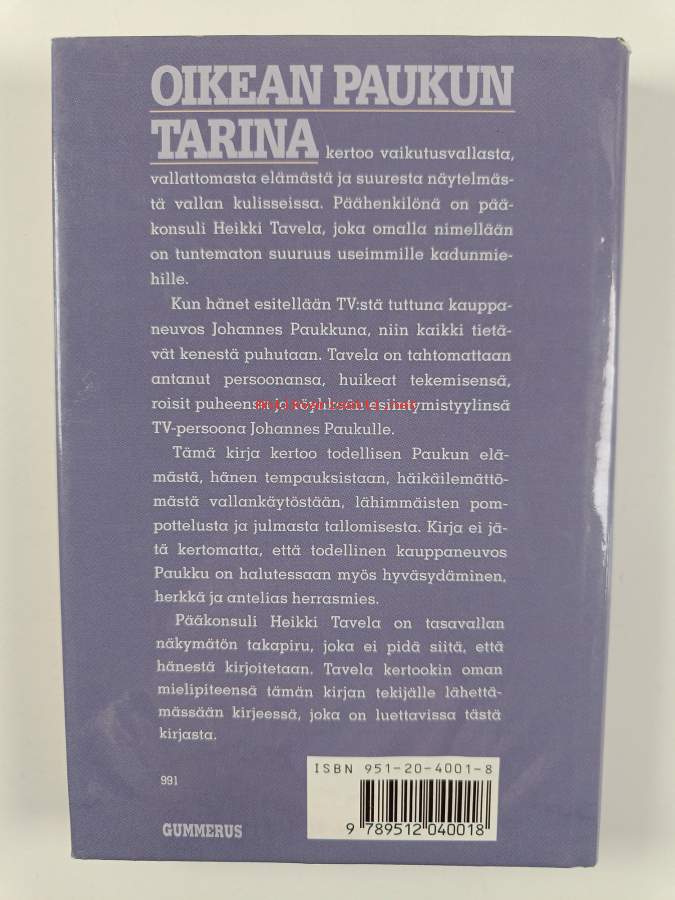 OIKEAN PAUKUN
TARINA kertoo vaikutusvallasta,
vallattomasta elämästä ja suuresta näytelmäs-
tä vallan kulisseissa. Päähenkilönä on pää-
konsuli Heikki Tavela, joka omalla nimellään
on tuntematon suuruus useimmille kadunmie-
hille.
Kun hänet esitellään TV:stä tuttuna kauppa-
neuvos Johannes Paukkuna, niin kaikki tietä-
vät kenestä puhutaan. Tavela on tahtomattaan
antanut persoonansa, huikeat tekemisensä,
roisit puheensa ja röyhkeän esiintymistyylinsä
TV-persoona Johannes Paukulle.
Tämä kirja kertoo todellisen Paukun elä-
mästä, hänen tempauksistaan, häikäilemättö-
mästä vallankäytöstään, lähimmäisten pom-
pottelusta ja julmasta tallomisesta. Kirja ei jä-
tä kertomatta, että todellinen kauppaneuvos
Paukku on halutessaan myös hyväsydäminen,
herkkä ja antelias herrasmies.
Pääkonsuli Heikki Tavela on tasavallan
näkymätön takapiru, joka ei pidä siitä, että
hänestä kirjoitetaan. Tavela kertookin oman
mielipiteensä tämän kirjan tekijälle lähettä-
mässään kirjeessä, joka on luettavissa tästä
kirjasta.
ISBN 951-20-4001-8
991
9 789512 040018
GUMMERUS